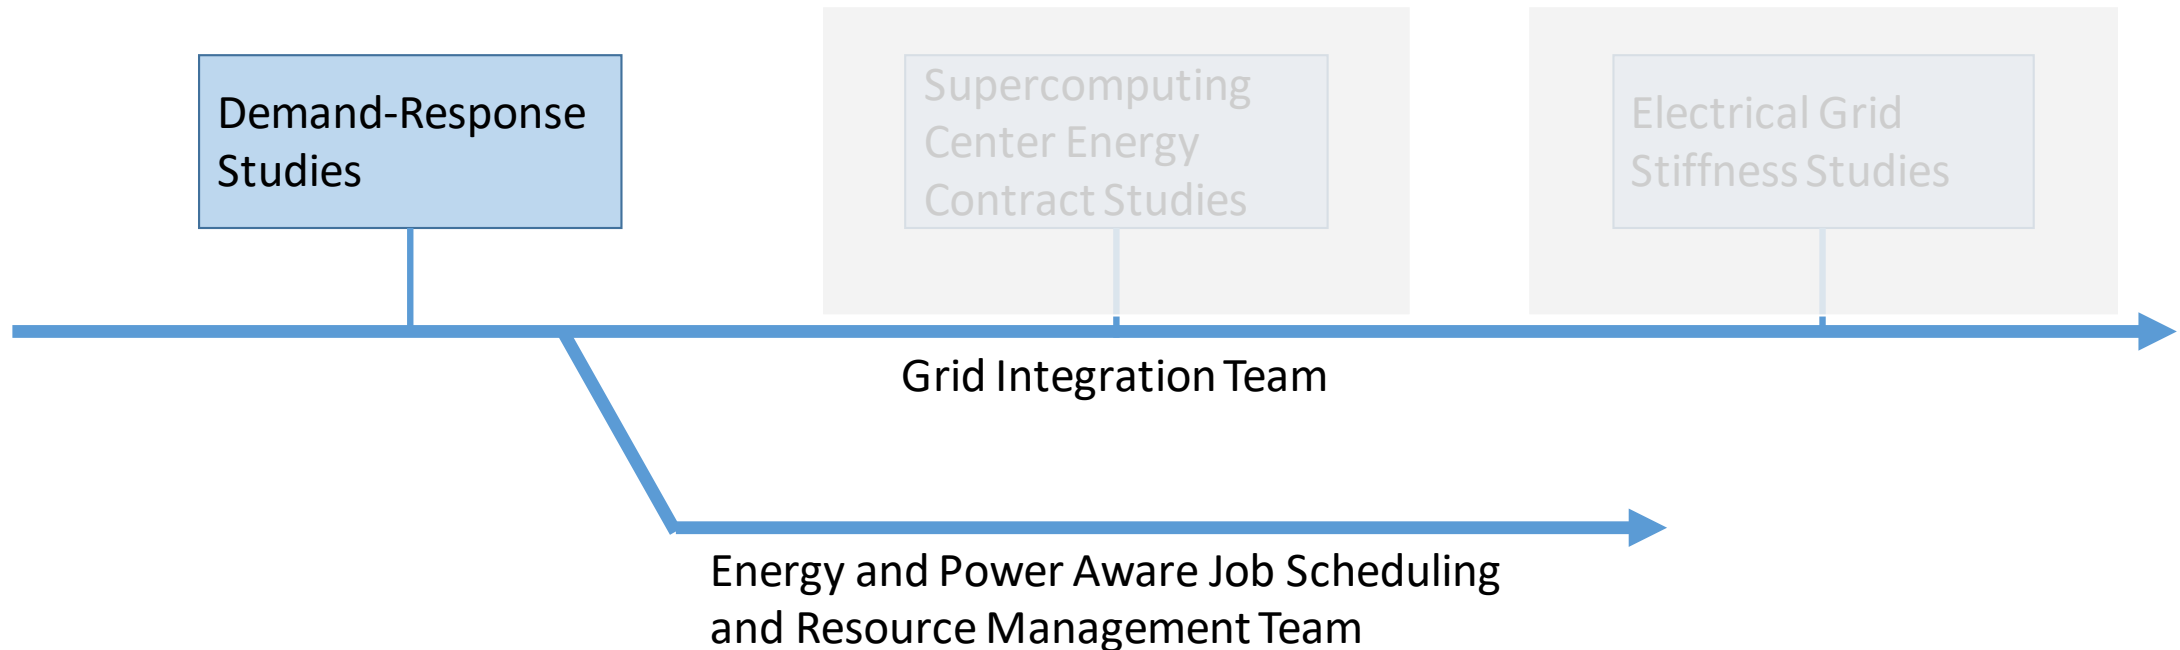 Demand-Response
Studies
Supercomputing
Center Energy
Contract Studies
Electrical Grid
Stiffness Studies
Grid Integration Team
Energy and Power Aware Job Scheduling
and Resource Management Team